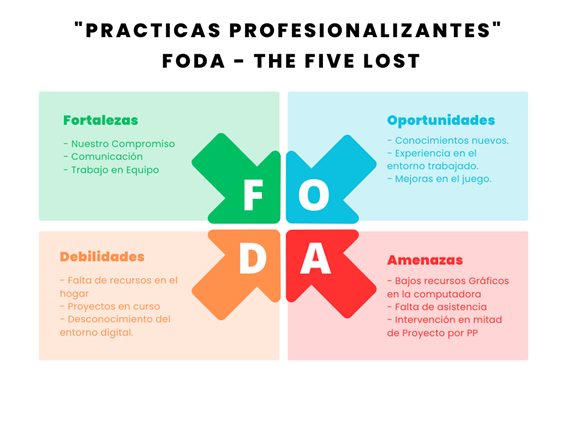 "PRACTICAS PROFESIONALIZANTES"
FODA - THE FIVE LOST
Fortalezas
- Nuestro Compromiso
- Comunicación
- Trabajo en Equipo
Oportunidades
- Conocimientos nuevos.
- Experiencia en el
entorno trabajado.
- Mejoras en el juego.
F
O
D
A
Debilidades
- Falta de recursos en el
hogar
- Proyectos en curso
- Desconocimiento del
entorno digital.
Amenazas
- Bajos recursos Gráficos
en la computadora
- Falta de asistencia
- Intervención en mitad
de Proyecto por PP